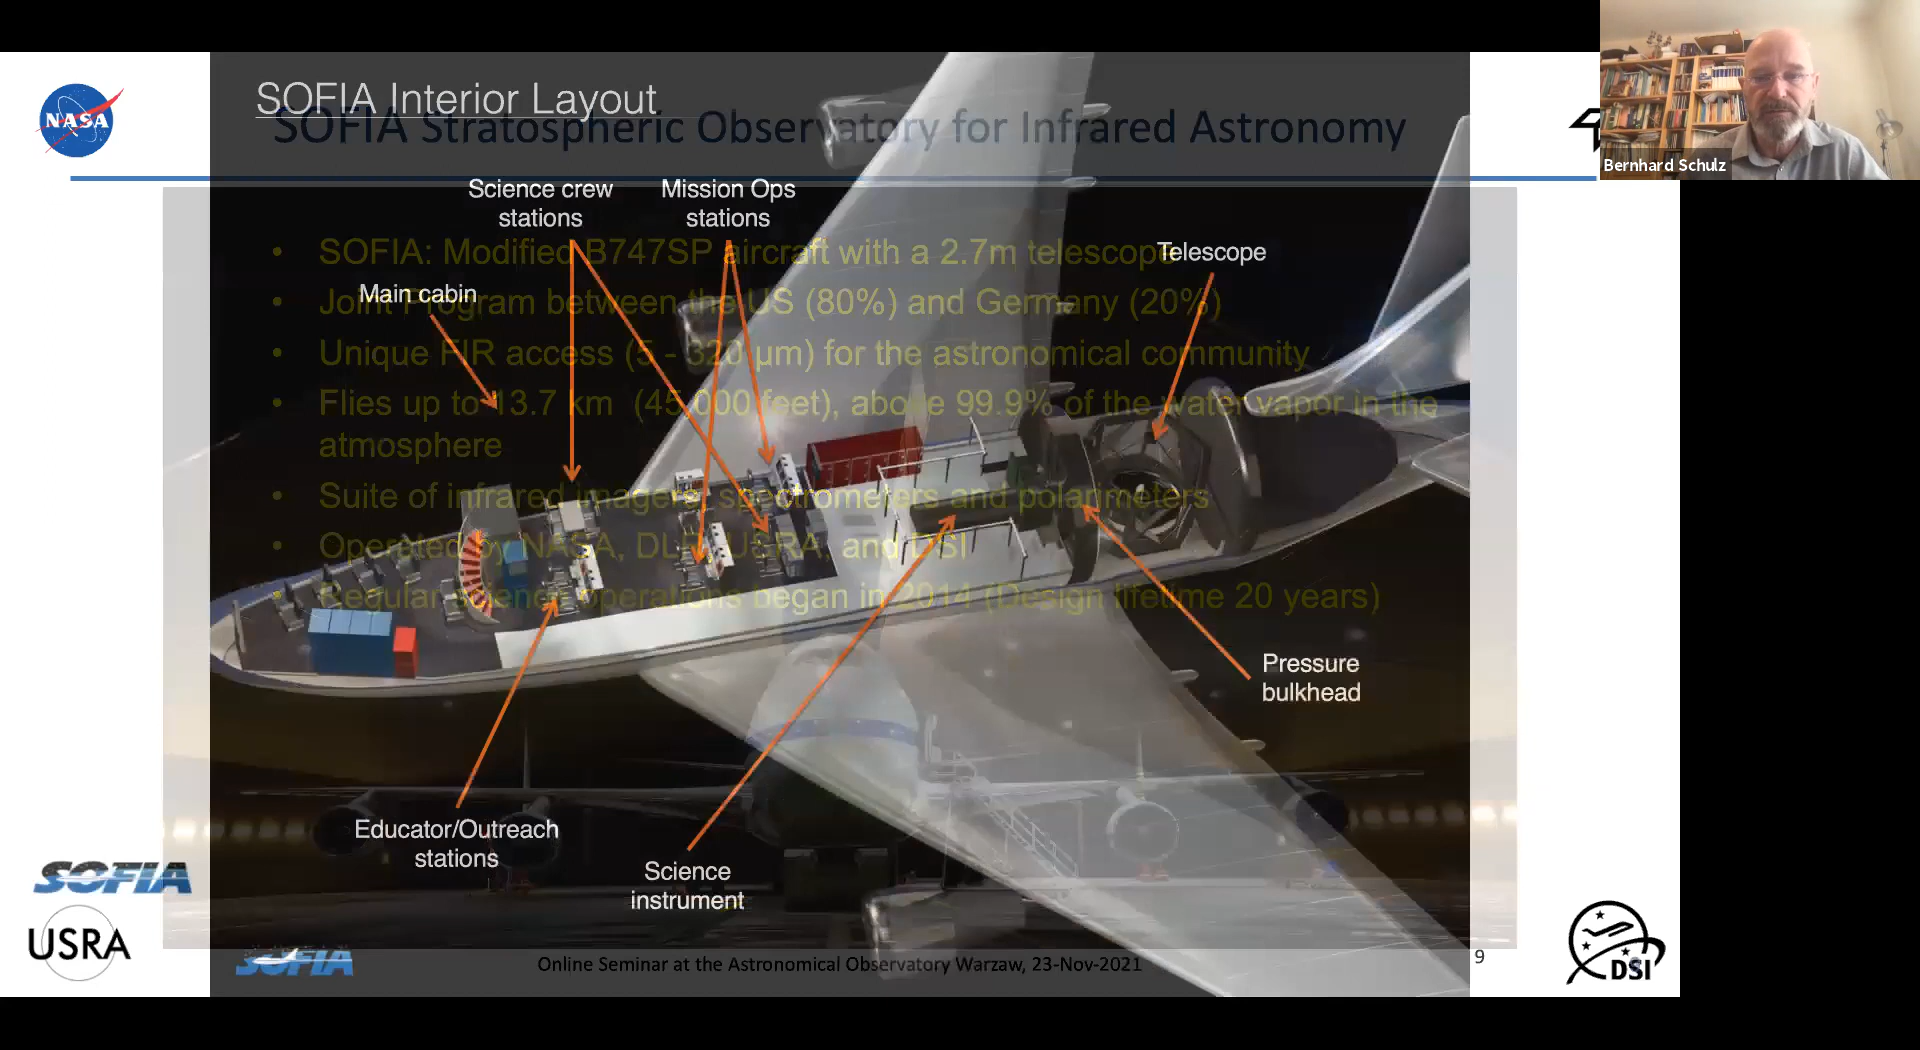 NASA
SOFIA Interior Layout
SOFIA Stratospheric Observatory for Infrared Astronomy
Bernhard Schulz
Science crew
stations
Mission Ops
stations
Telescope
Main cabin
• SOFIA: Modified B747SP aircraft with a 2.7m telescope
• Joint Program between the US (80%) and Germany (20%)
• Unique FIR access (5 - 320 µm) for the astronomical community
• Flies up to 13.7 km (45,000 feet), above 99.9% of the water vapor in the
atmosphere
• Suite of infrared imagers, spectrometers and polarimeters
• Operated by NASA, DLR, USRA, and DSI
• Regular science operations began in 2014 (Design lifetime 20 years)
Pressure
bulkhead
Educator/Outreach
stations
Science
instrument
SOFIA
USRA
SOFIA
Online Seminar at the Astronomical Observatory Warzaw, 23-Nov-2021
9
DSI